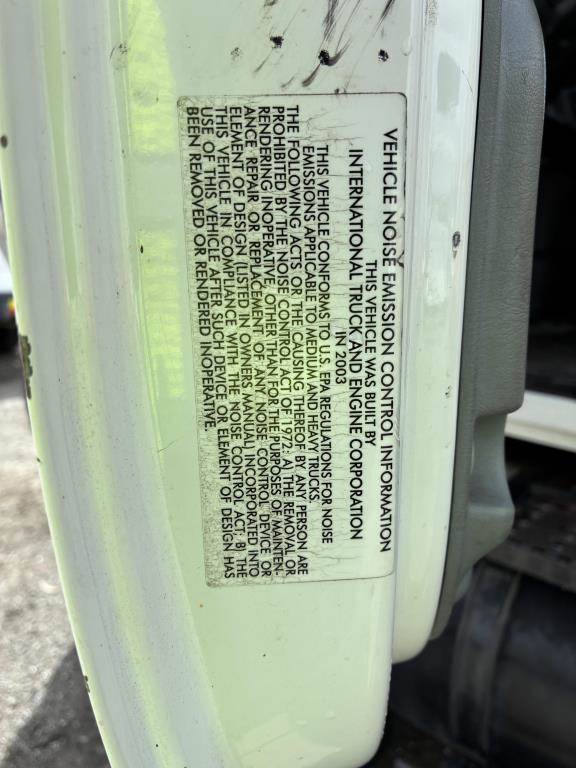 VEHICLE NOISE EMISSION CONTROL INFORMATION
THIS VEHICLE WAS BUILT BY
INTERNATIONAL TRUCK AND ENGINE CORPORATION
IN 2003
THIS VEHICLE CONFORMS TO U.S. EPA REGULATIONS FOR NOISE
EMISSIONS APPLICABLE TO MEDIUM AND HEAVY TRUCKS.
THE FOLLOWING ACTS OR THE CAUSING THEREOF BY ANY PERSON ARE
PROHIBITED BY THE NOISE CONTROL ACT OF 1972: A) THE REMOVAL OR
RENDERING INOPERATIVE, OTHER THAN FOR THE PURPOSES OF MAINTEN-
ANCE REPAIR, OR REPLACEMENT, OF ANY NOISE CONTROL DEVICE OR
ELEMENT OF DESIGN (LISTED IN OWNERS MANUAL) INCORPORATED INTO
THIS VEHICLE IN COMPLIANCE WITH THE NOISE CONTROL ACT; B) THE
USE OF THIS VEHICLE AFTER SUCH DEVICE OR ELEMENT OF DESIGN HAS
BEEN REMOVED OR RENDERED INOPERATIVE.